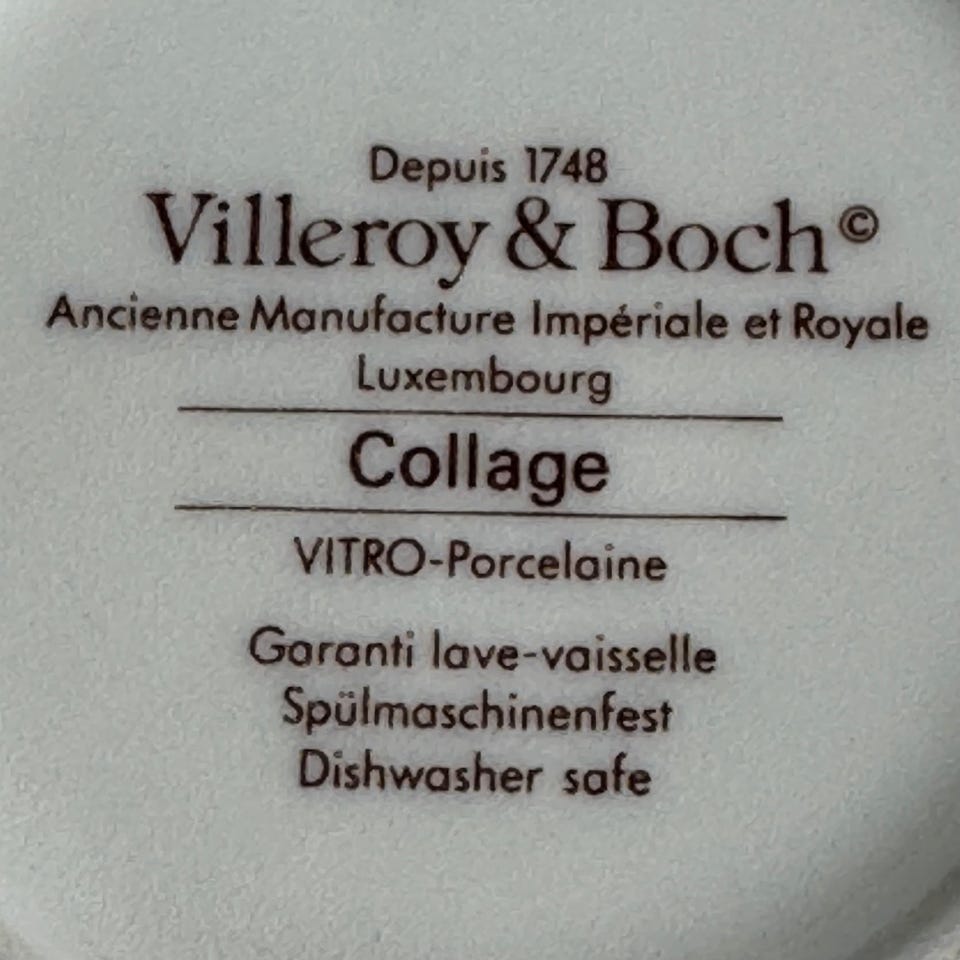 Depuis 1748
Villeroy & Boch©
Ancienne Manufacture Impériale et Royale
Luxembourg
Collage
VITRO-Porcelaine
Garanti lave-vaisselle
Spülmaschinenfest
Dishwasher safe